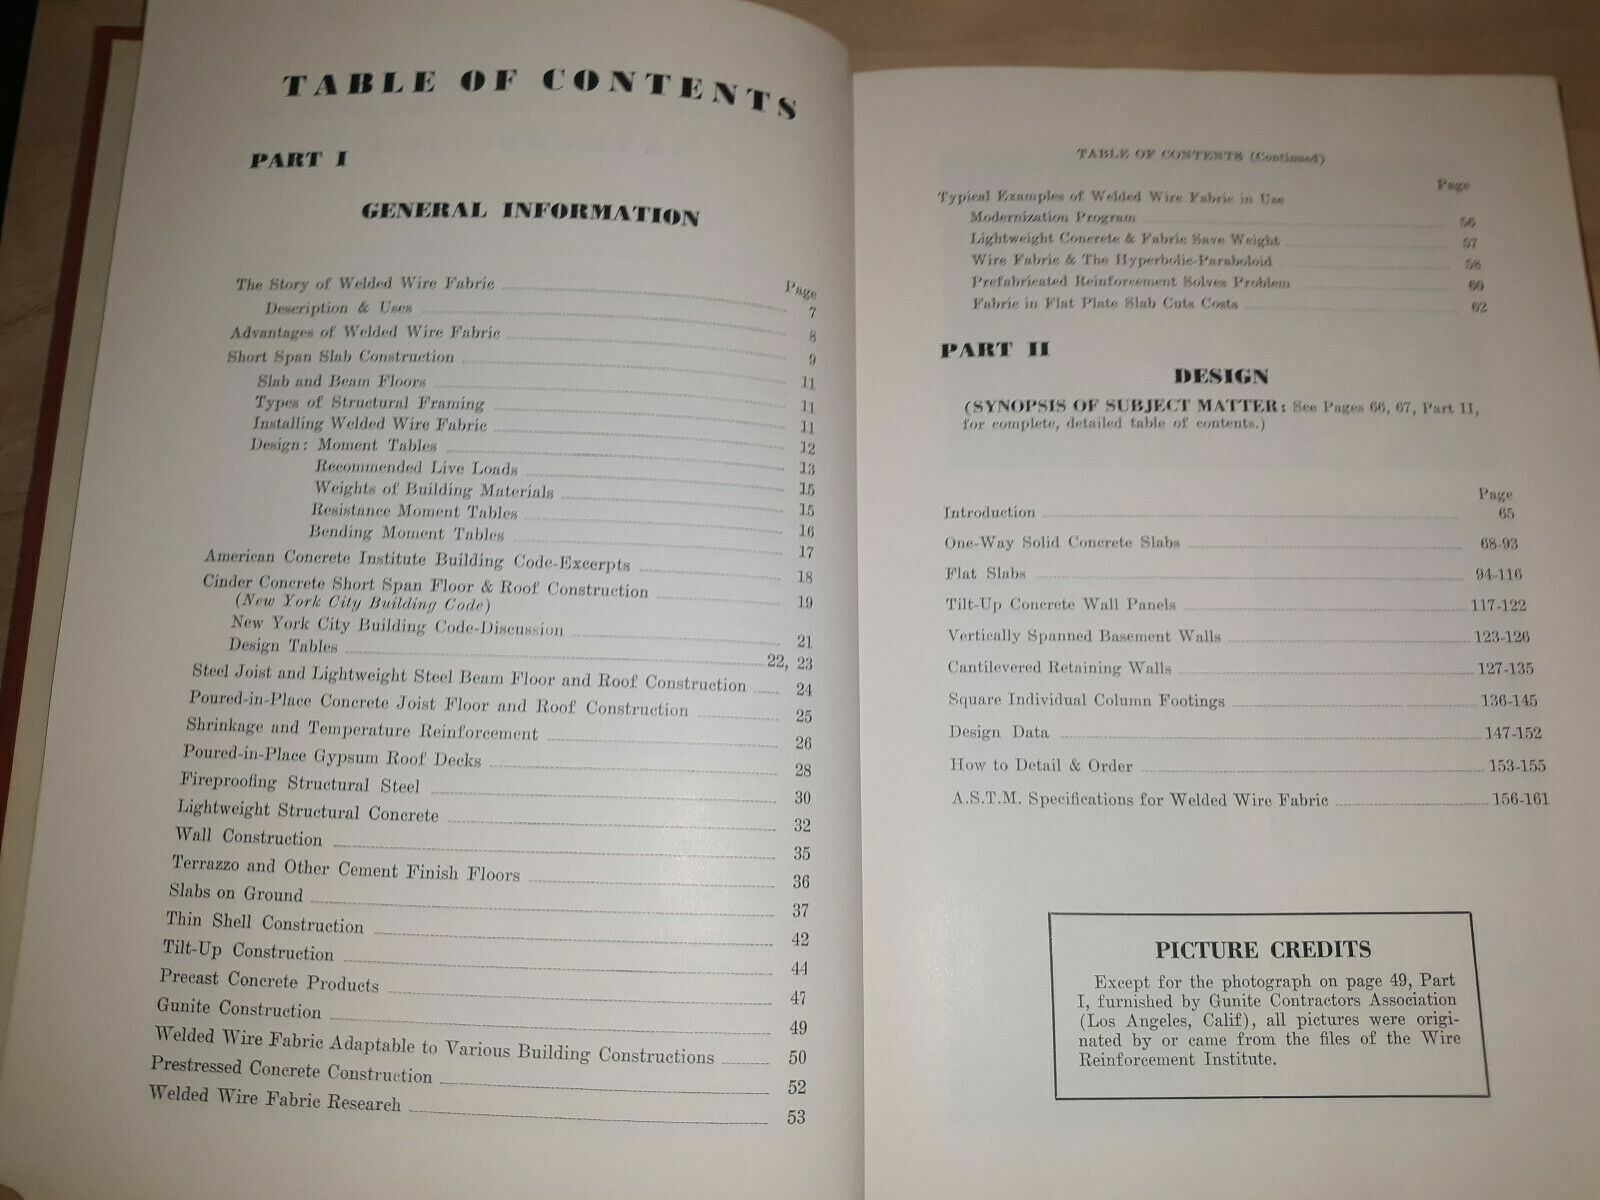 TABLE OF CONTENTS
PART I
GENERAL INFORMATION
Page
The Story of Welded Wire Fabric 7
Description & Uses 8
Advantages of Welded Wire Fabric 9
Short Span Slab Construction 11
Slab and Beam Floors 11
Types of Structural Framing 11
Installing Welded Wire Fabric 12
Design: Moment Tables 13
Recommended Live Loads 15
Weights of Building Materials 15
Resistance Moment Tables 16
Bending Moment Tables 17
American Concrete Institute Building Code-Excerpts 18
Cinder Concrete Short Span Floor & Roof Construction 19
(New York City Building Code)
New York City Building Code-Discussion 21
Design Tables 22, 23
Steel Joist and Lightweight Steel Beam Floor and Roof Construction 24
Poured-in-Place Concrete Joist Floor and Roof Construction 25
Shrinkage and Temperature Reinforcement 26
Poured-in-Place Gypsum Roof Decks 28
Fireproofing Structural Steel 30
Lightweight Structural Concrete 32
Wall Construction 35
Terrazzo and Other Cement Finish Floors 36
Slabs on Ground 37
Thin Shell Construction 42
Tilt-Up Construction 44
Precast Concrete Products 47
Gunite Construction 49
Welded Wire Fabric Adaptable to Various Building Constructions 50
Prestressed Concrete Construction 52
Welded Wire Fabric Research 53
TABLE OF CONTENTS (Continued)
Page
Typical Examples of Welded Wire Fabric in Use
Modernization Program 56
Lightweight Concrete & Fabric Save Weight 57
Wire Fabric & The Hyperbolic-Paraboloid 58
Prefabricated Reinforcement Solves Problem 60
Fabric in Flat Plate Slab Cuts Costs 62
PART II
DESIGN
(SYNOPSIS OF SUBJECT MATTER: See Pages 66, 67, Part II,
for complete, detailed table of contents.)
Page
Introduction 65
One-Way Solid Concrete Slabs 68-93
Flat Slabs 94-116
Tilt-Up Concrete Wall Panels 117-122
Vertically Spanned Basement Walls 123-126
Cantilevered Retaining Walls 127-135
Square Individual Column Footings 136-145
Design Data 147-152
How to Detail & Order 153-155
A.S.T.M. Specifications for Welded Wire Fabric 156-161
PICTURE CREDITS
Except for the photograph on page 49, Part
I, furnished by Gunite Contractors Association
(Los Angeles, Calif), all pictures were origi-
nated by or came from the files of the Wire
Reinforcement Institute.